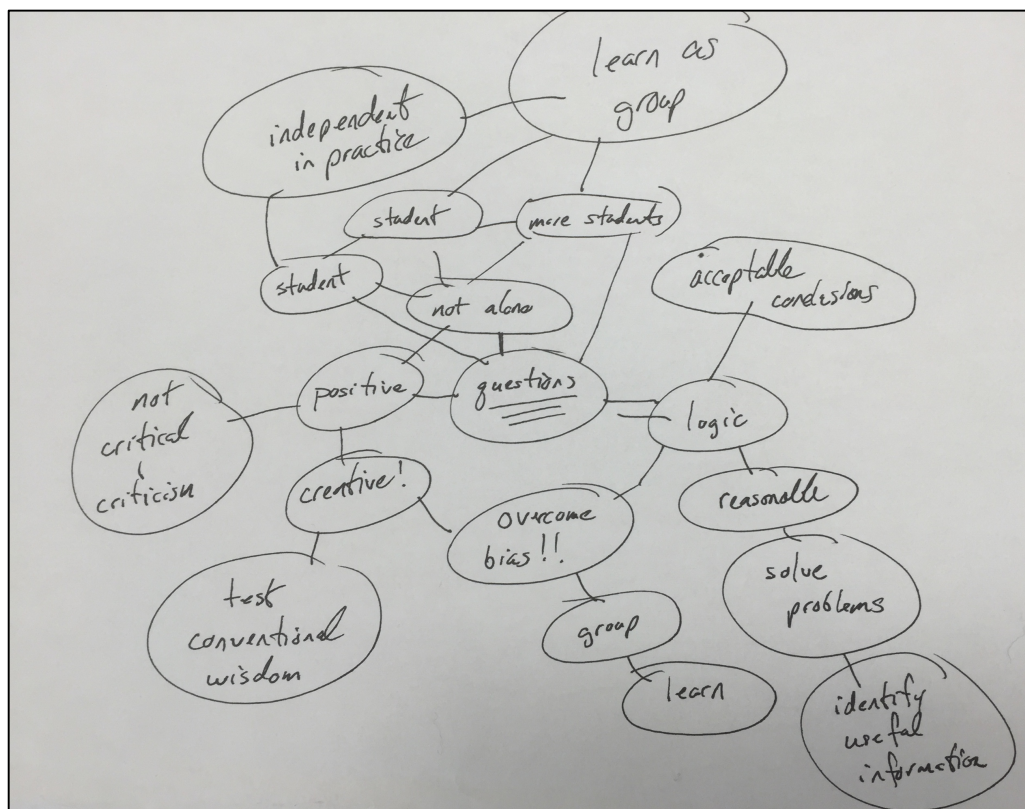 learn as
group
independent
in practice
student
more students
student
not alone
acceptable
conclusions
positive
questions
logic
not
critical
criticism
creative!
overcome
bias!!
reasonable
solve
problems
test
conventional
wisdom
group
learn
identify
useful
information